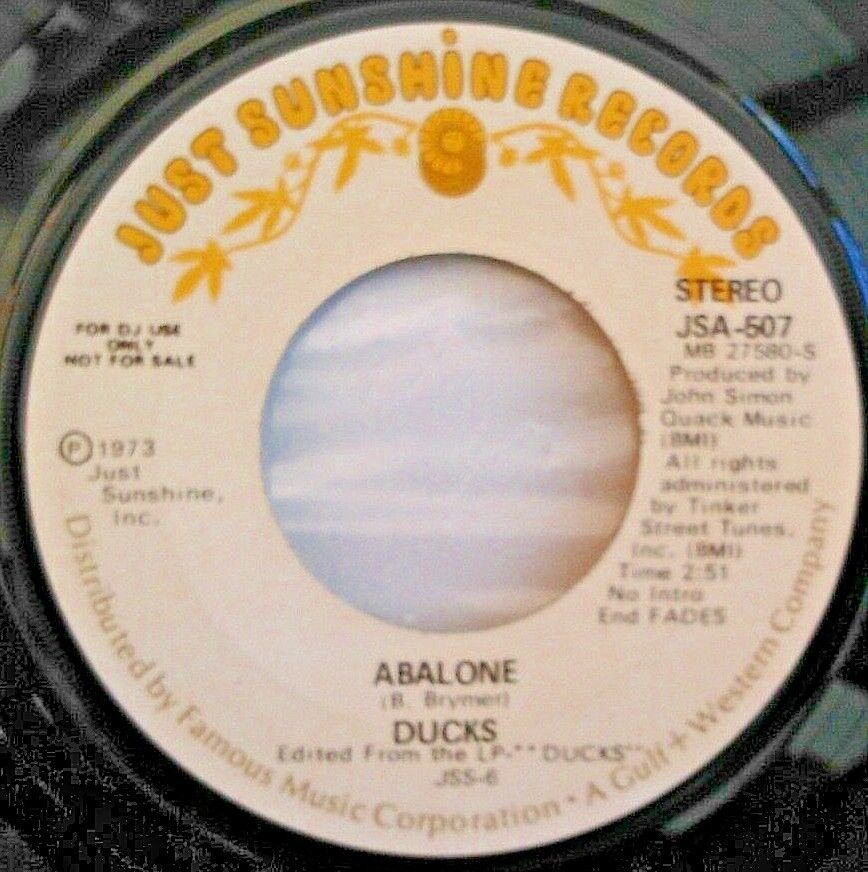 JUST SUNSHINE RECORDS
FOR DJ USE
ONLY
NOT FOR SALE
Ⓟ 1973
Just
Sunshine,
Inc.
STEREO
JSA-507
MB 27580-S
Produced by
John Simon
Quack Music
(BMI)
All rights
administered
by Tinker
Street Tunes,
Inc. (BMI)
Time 2:51
No Intro
End FADES
ABALONE
(B. Brymer)
DUCKS
Edited From the LP-"DUCKS"
JSS-6
Distributed by Famous Music Corporation • A Gulf + Western Company